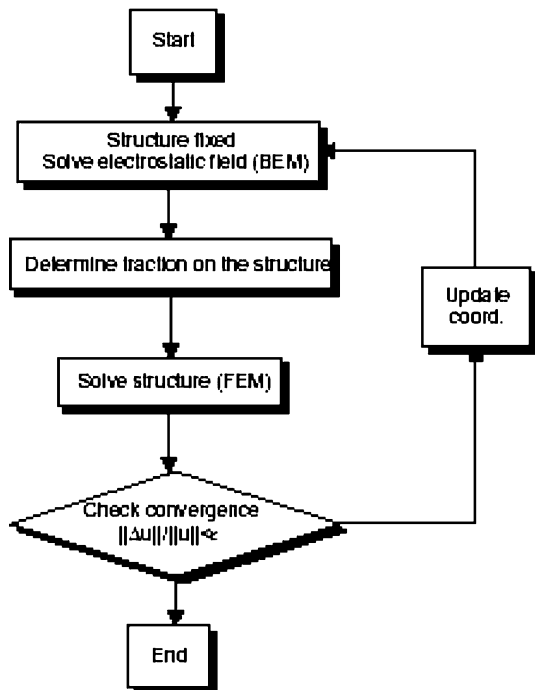 Start
Structure fixed
Solve electrostatic field (BEM)
Determine traction on the structure
Update
coord.
Solve structure (FEM)
Check convergence
||Δu||/||u||<ε
End